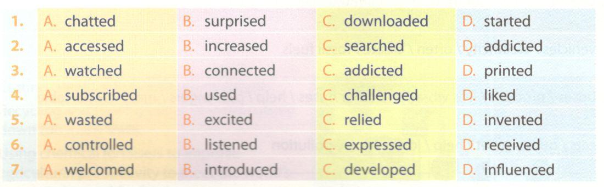 1. A. chatted B. surprised C. downloaded D. started
2. A. accessed B. increased C. searched D. addicted
3. A. watched B. connected C. addicted D. printed
4. A. subscribed B. used C. challenged D. liked
5. A. wasted B. excited C. relied D. invented
6. A. controlled B. listened C. expressed D. received
7. A. welcomed B. introduced C. developed D. influenced